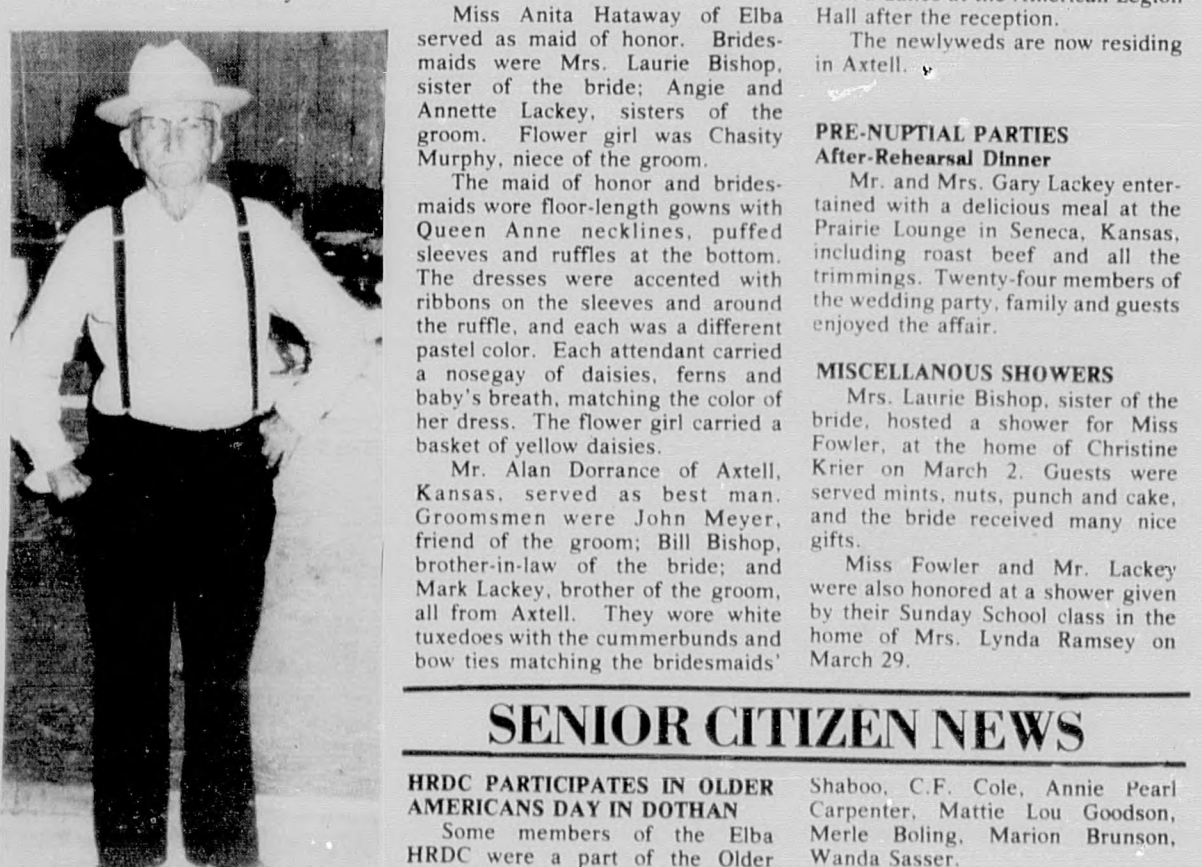 Miss Anita Hataway of Elba
served as maid of honor. Brides-
maids were Mrs. Laurie Bishop,
sister of the bride; Angie and
Annette Lackey, sisters of the
groom. Flower girl was Chasity
Murphy, niece of the groom.
The maid of honor and brides-
maids wore floor-length gowns with
Queen Anne necklines, puffed
sleeves and ruffles at the bottom.
The dresses were accented with
ribbons on the sleeves and around
the ruffle, and each was a different
pastel color. Each attendant carried
a nosegay of daisies, ferns and
baby's breath, matching the color of
her dress. The flower girl carried a
basket of yellow daisies.
Mr. Alan Dorrance of Axtell,
Kansas, served as best man.
Groomsmen were John Meyer,
friend of the groom; Bill Bishop,
brother-in-law of the bride; and
Mark Lackey, brother of the groom,
all from Axtell. They wore white
tuxedoes with the cummerbunds and
bow ties matching the bridesmaids'
Hall after the reception.
The newlyweds are now residing
in Axtell.
PRE-NUPTIAL PARTIES
After-Rehearsal Dinner
Mr. and Mrs. Gary Lackey enter-
tained with a delicious meal at the
Prairie Lounge in Seneca, Kansas,
including roast beef and all the
trimmings. Twenty-four members of
the wedding party, family and guests
enjoyed the affair.
MISCELLANOUS SHOWERS
Mrs. Laurie Bishop, sister of the
bride, hosted a shower for Miss
Fowler, at the home of Christine
Krier on March 2. Guests were
served mints, nuts, punch and cake,
and the bride received many nice
gifts.
Miss Fowler and Mr. Lackey
were also honored at a shower given
by their Sunday School class in the
home of Mrs. Lynda Ramsey on
March 29.
SENIOR CITIZEN NEWS
HRDC PARTICIPATES IN OLDER
AMERICANS DAY IN DOTHAN
Some members of the Elba
HRDC were a part of the Older
Shaboo, C.F. Cole, Annie Pearl
Carpenter, Mattie Lou Goodson,
Merle Boling, Marion Brunson,
Wanda Sasser.